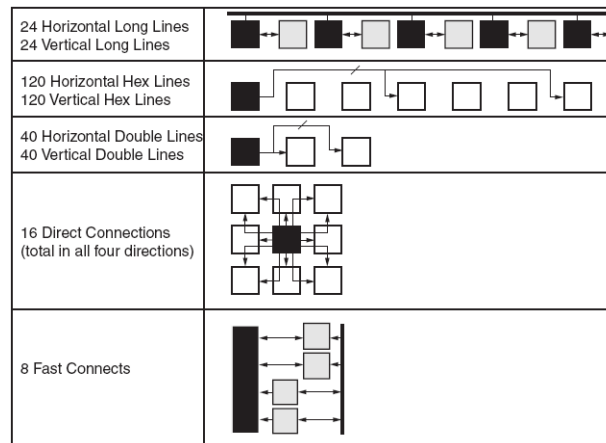 24 Horizontal Long Lines
24 Vertical Long Lines
120 Horizontal Hex Lines
120 Vertical Hex Lines
40 Horizontal Double Lines
40 Vertical Double Lines
16 Direct Connections
(total in all four directions)
8 Fast Connects